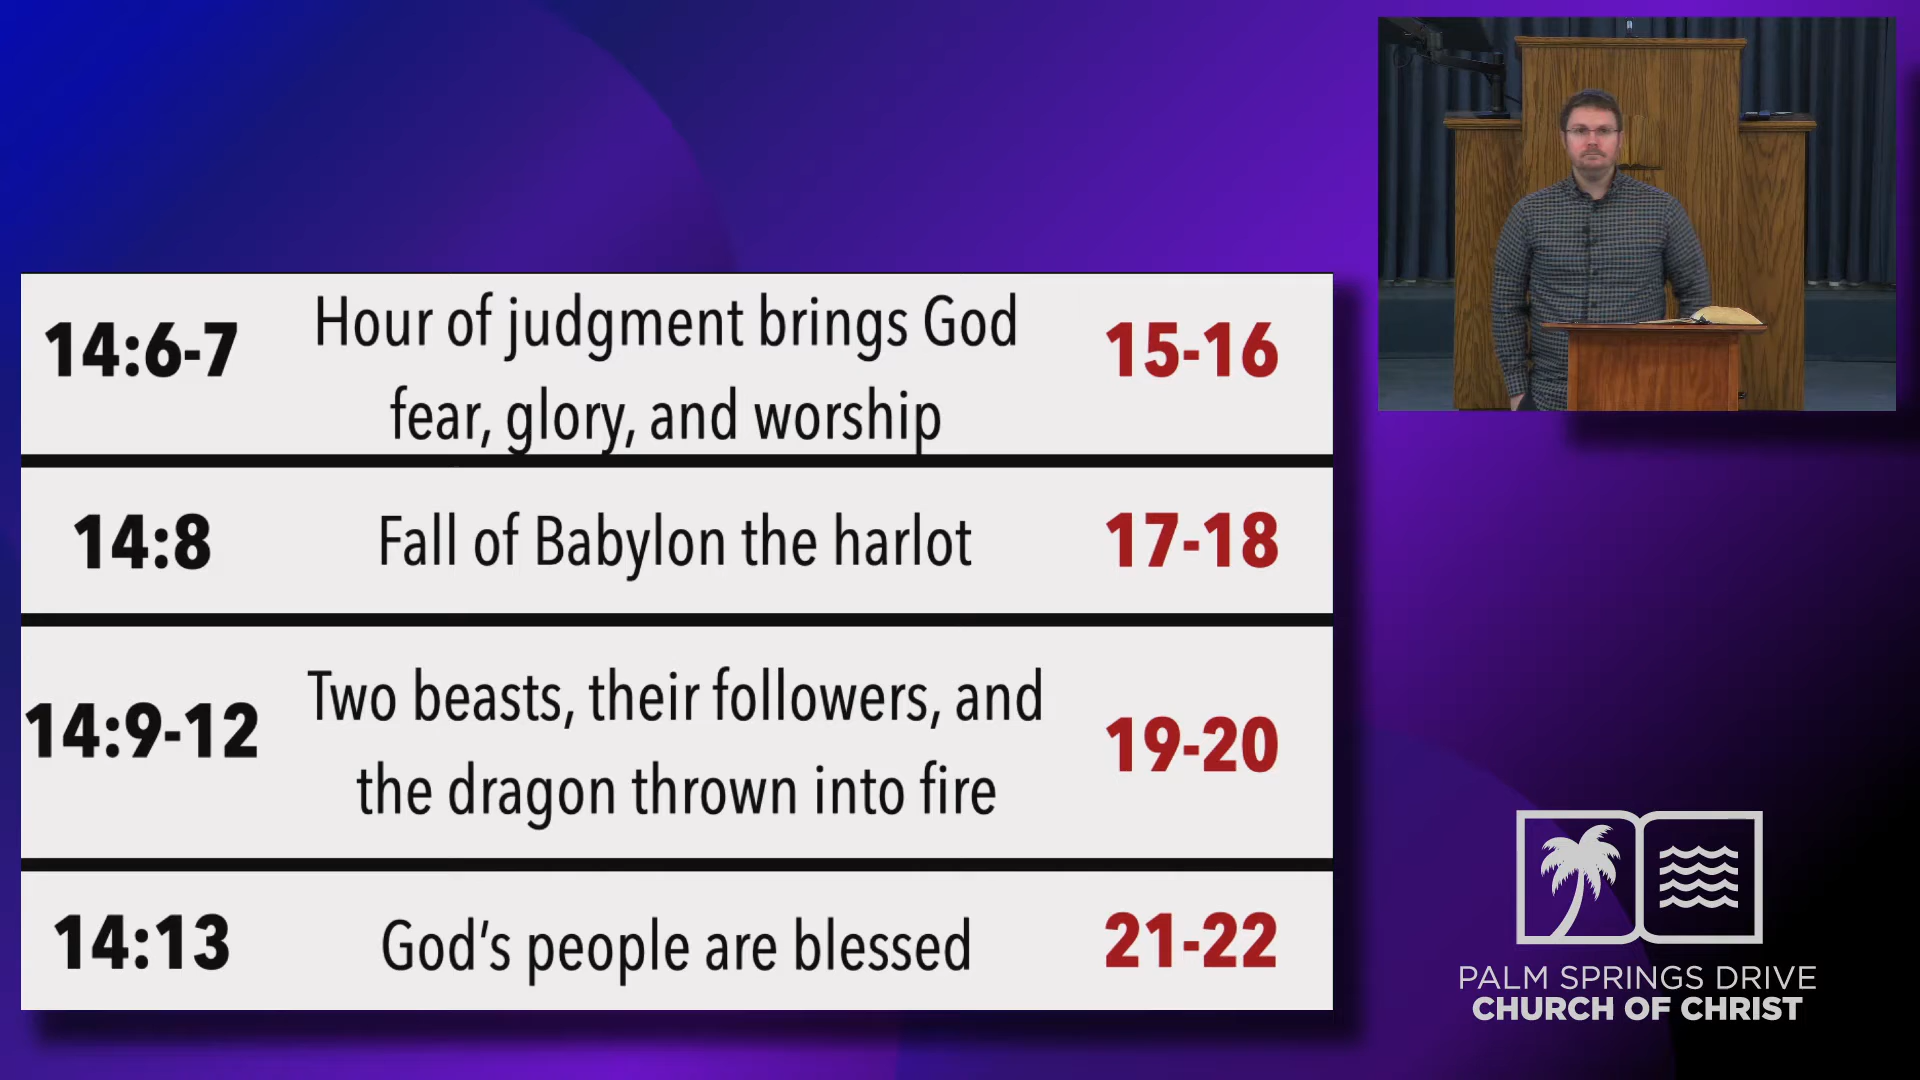 14:6-7
Hour of judgment brings God
fear, glory, and worship
15-16
14:8
Fall of Babylon the harlot
17-18
14:9-12
Two beasts, their followers, and
the dragon thrown into fire
19-20
14:13
God’s people are blessed
21-22
PALM SPRINGS DRIVE
CHURCH OF CHRIST